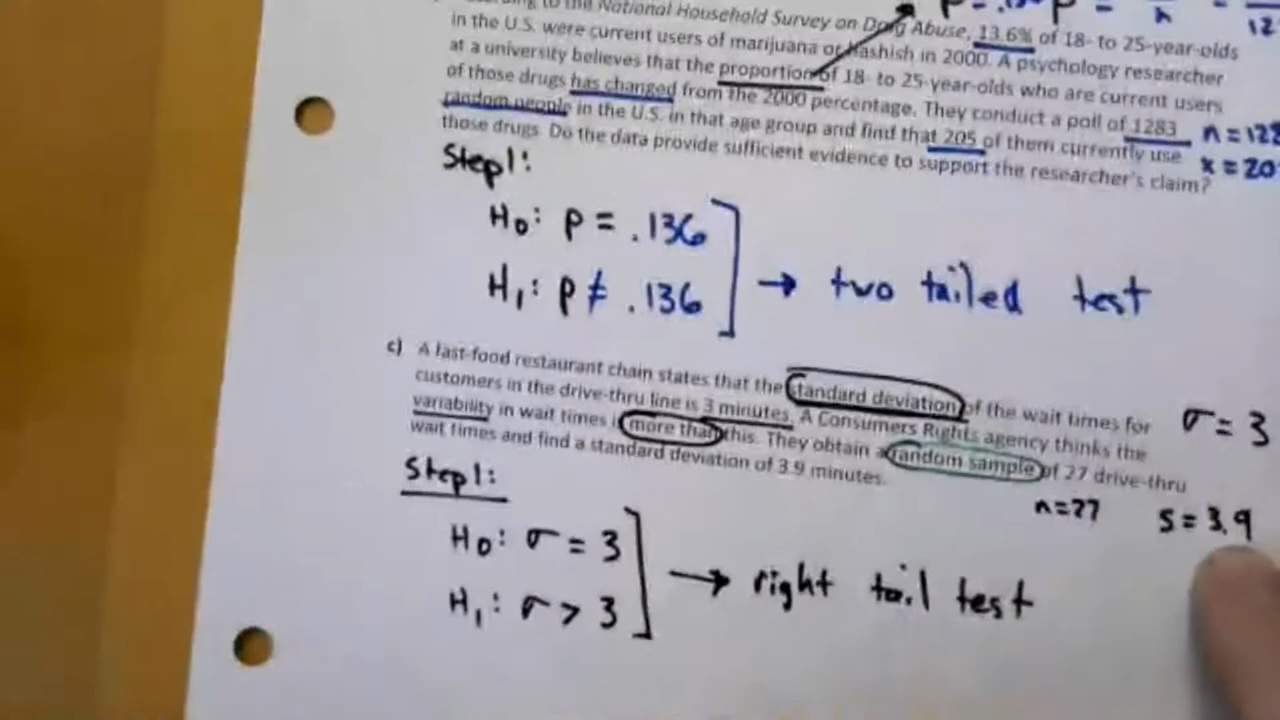 to the National Household Survey on Drug Abuse, 13.6% of 18- to 25-year-olds
in the U.S. were current users of marijuana or hashish in 2000. A psychology researcher
at a university believes that the proportion of 18- to 25-year-olds who are current users
of those drugs has changed from the 2000 percentage. They conduct a poll of 1283
random people in the U.S. in that age group and find that 205 of them currently use
those drugs. Do the data provide sufficient evidence to support the researcher's claim?
x = 20
Step1:
H0: p = .136
H1: p ≠ .136
→ two tailed test
c) A fast-food restaurant chain states that the standard deviation of the wait times for
customers in the drive-thru line is 3 minutes. A Consumers Rights agency thinks the
variability in wait times is more than this. They obtain a random sample of 27 drive-thru
wait times and find a standard deviation of 3.9 minutes.
σ = 3
n=27 s = 3.9
Step1:
H0: σ = 3
H1: σ > 3
→ right tail test